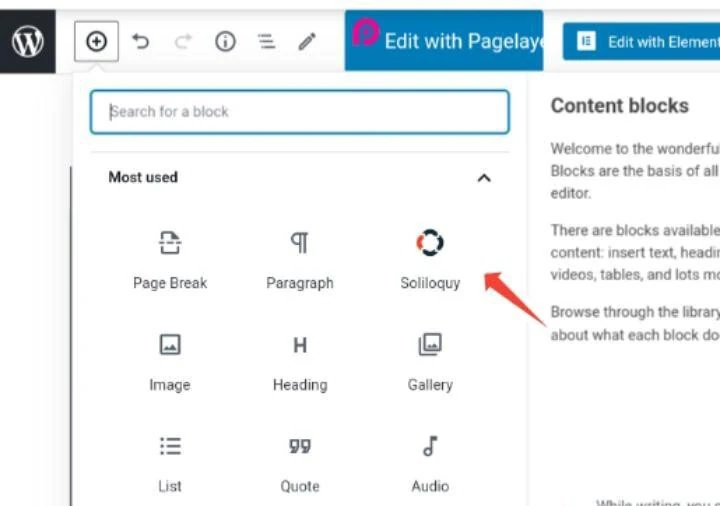 Edit with Pagelaye
Edit with Element
Search for a block
Most used
Page Break
Paragraph
Soliloquy
Image
Heading
Gallery
List
Quote
Audio
Content blocks
Welcome to the wonderful
Blocks are the basis of all
editor.
There are blocks available
content: insert text, headin
videos, tables, and lots mo
Browse through the library
about what each block do
While writing, you